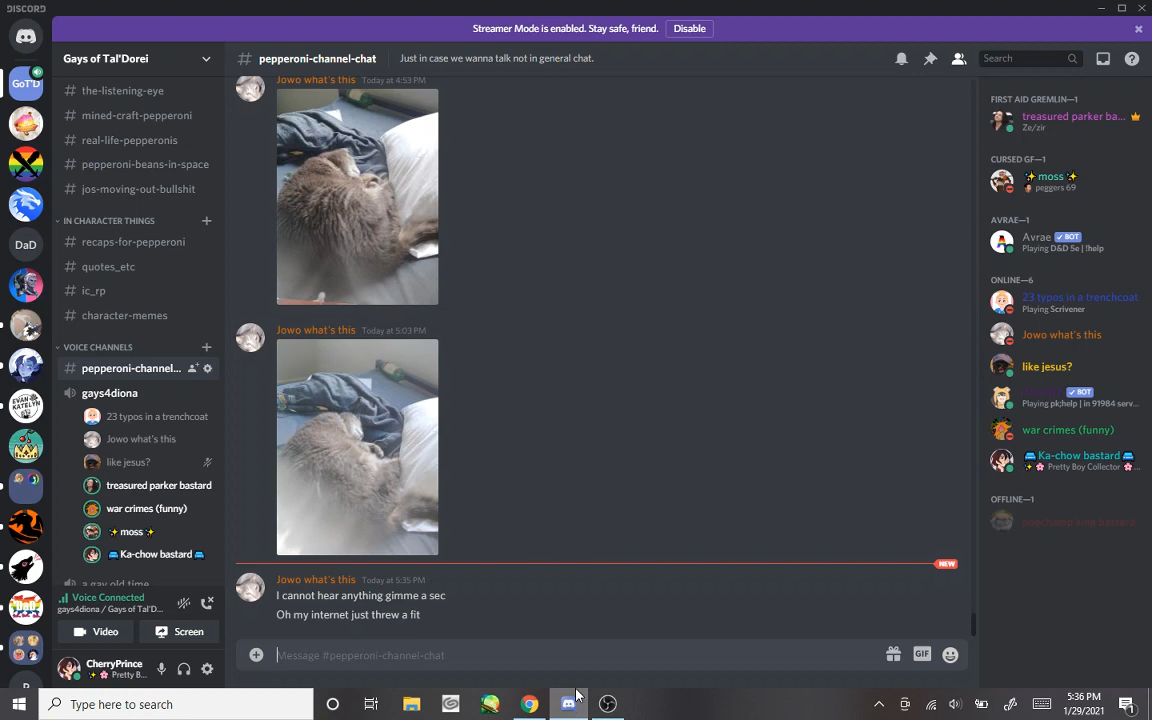 DISCORD
Streamer Mode is enabled. Stay safe, friend. Disable
GoT'D
DaD
EVAN
KATELYN
Gays of Tal'Dorei
the-listening-eye
mined-craft-pepperoni
real-life-pepperonis
pepperoni-beans-in-space
jos-moving-out-bullshit
IN CHARACTER THINGS
recaps-for-pepperoni
quotes_etc
ic_rp
character-memes
VOICE CHANNELS
pepperoni-channel...
gays4diona
23 typos in a trenchcoat
Jowo what's this
like jesus?
treasured parker bastard
war crimes (funny)
✨ moss ✨
Ka-chow bastard
a gay old time
Voice Connected
gays4diona / Gays of Tal'D...
Video
Screen
CherryPrince
Pretty B...
# pepperoni-channel-chat
Just in case we wanna talk not in general chat.
Search
Jowo what's this Today at 4:53 PM
Jowo what's this Today at 5:03 PM
NEW
Jowo what's this Today at 5:35 PM
I cannot hear anything gimme a sec
Oh my internet just threw a fit
Message #pepperoni-channel-chat
GIF
FIRST AID GREMLIN—1
treasured parker ba...
Ze/zir
CURSED GF—1
✨ moss ✨
peggers 69
AVRAE—1
Avrae ✓ BOT
Playing D&D 5e | !help
ONLINE—6
23 typos in a trenchcoat
Playing Scrivener
Jowo what's this
like jesus?
✓ BOT
Playing pk;help | in 91984 serv...
war crimes (funny)
Ka-chow bastard
Pretty Boy Collector
OFFLINE—1
Type here to search
5:36 PM
1/29/2021
1